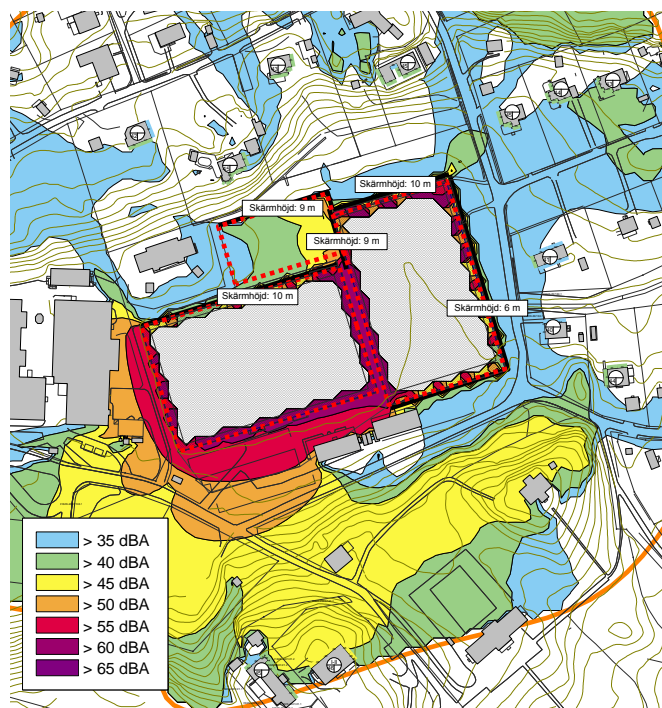 Skärmhöjd: 10 m
Skärmhöjd: 9 m
Skärmhöjd: 9 m
Skärmhöjd: 10 m
Skärmhöjd: 6 m
> 35 dBA
> 40 dBA
> 45 dBA
> 50 dBA
> 55 dBA
> 60 dBA
> 65 dBA